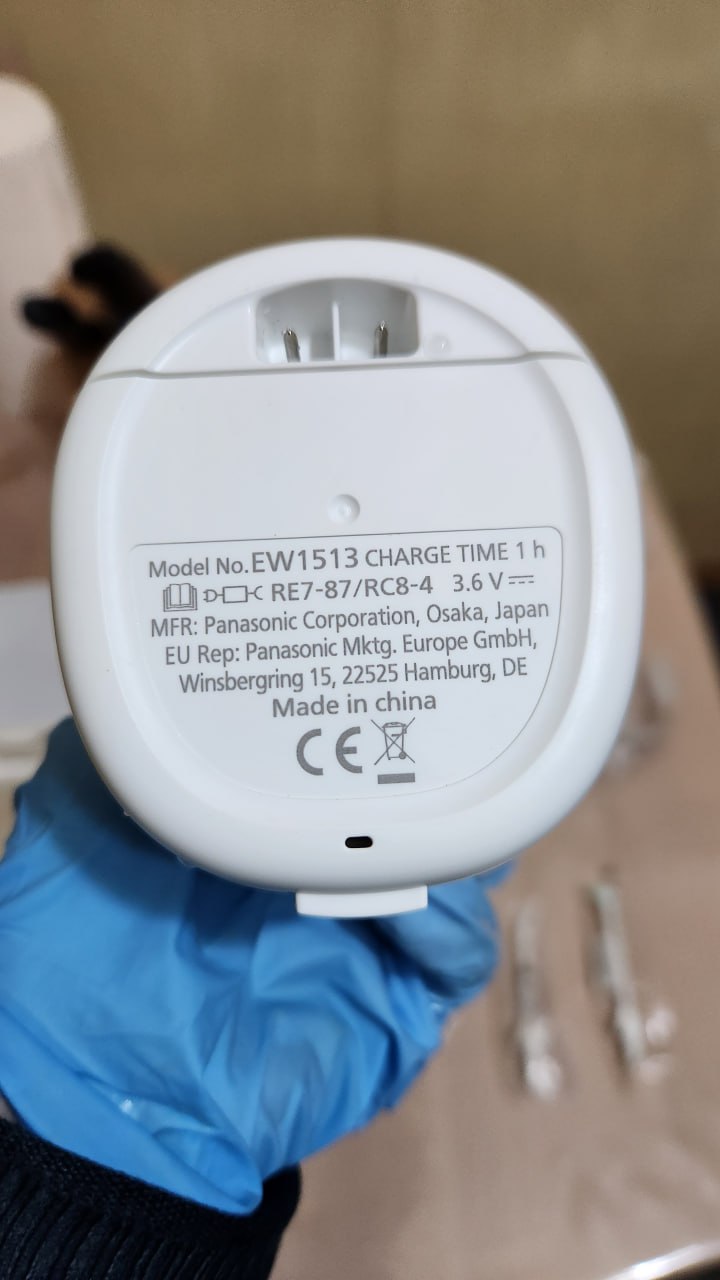 Model No.EW1513 CHARGE TIME 1 h
RE7-87/RC8-4 3.6 V
MFR: Panasonic Corporation, Osaka, Japan
EU Rep: Panasonic Mktg. Europe GmbH,
Winsbergring 15, 22525 Hamburg, DE
Made in china
CE